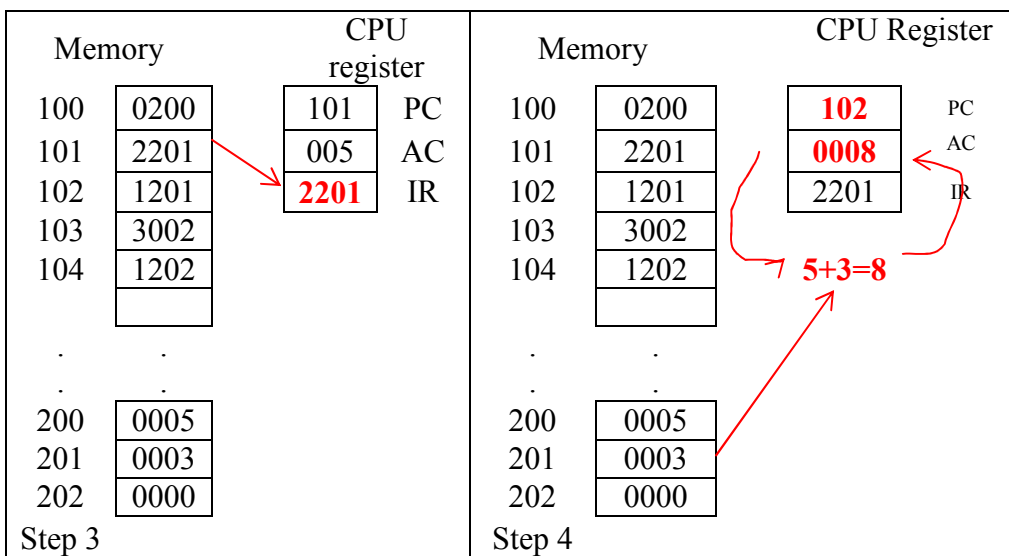 Memory
CPU
register
100 0200 101 PC
101 2201 005 AC
102 1201 2201 IR
103 3002
104 1202
. .
. .
200 0005
201 0003
202 0000
Step 3
Memory
CPU Register
100 0200 102 PC
101 2201 0008 AC
102 1201 2201 IR
103 3002
104 1202 5+3=8
. .
. .
200 0005
201 0003
202 0000
Step 4